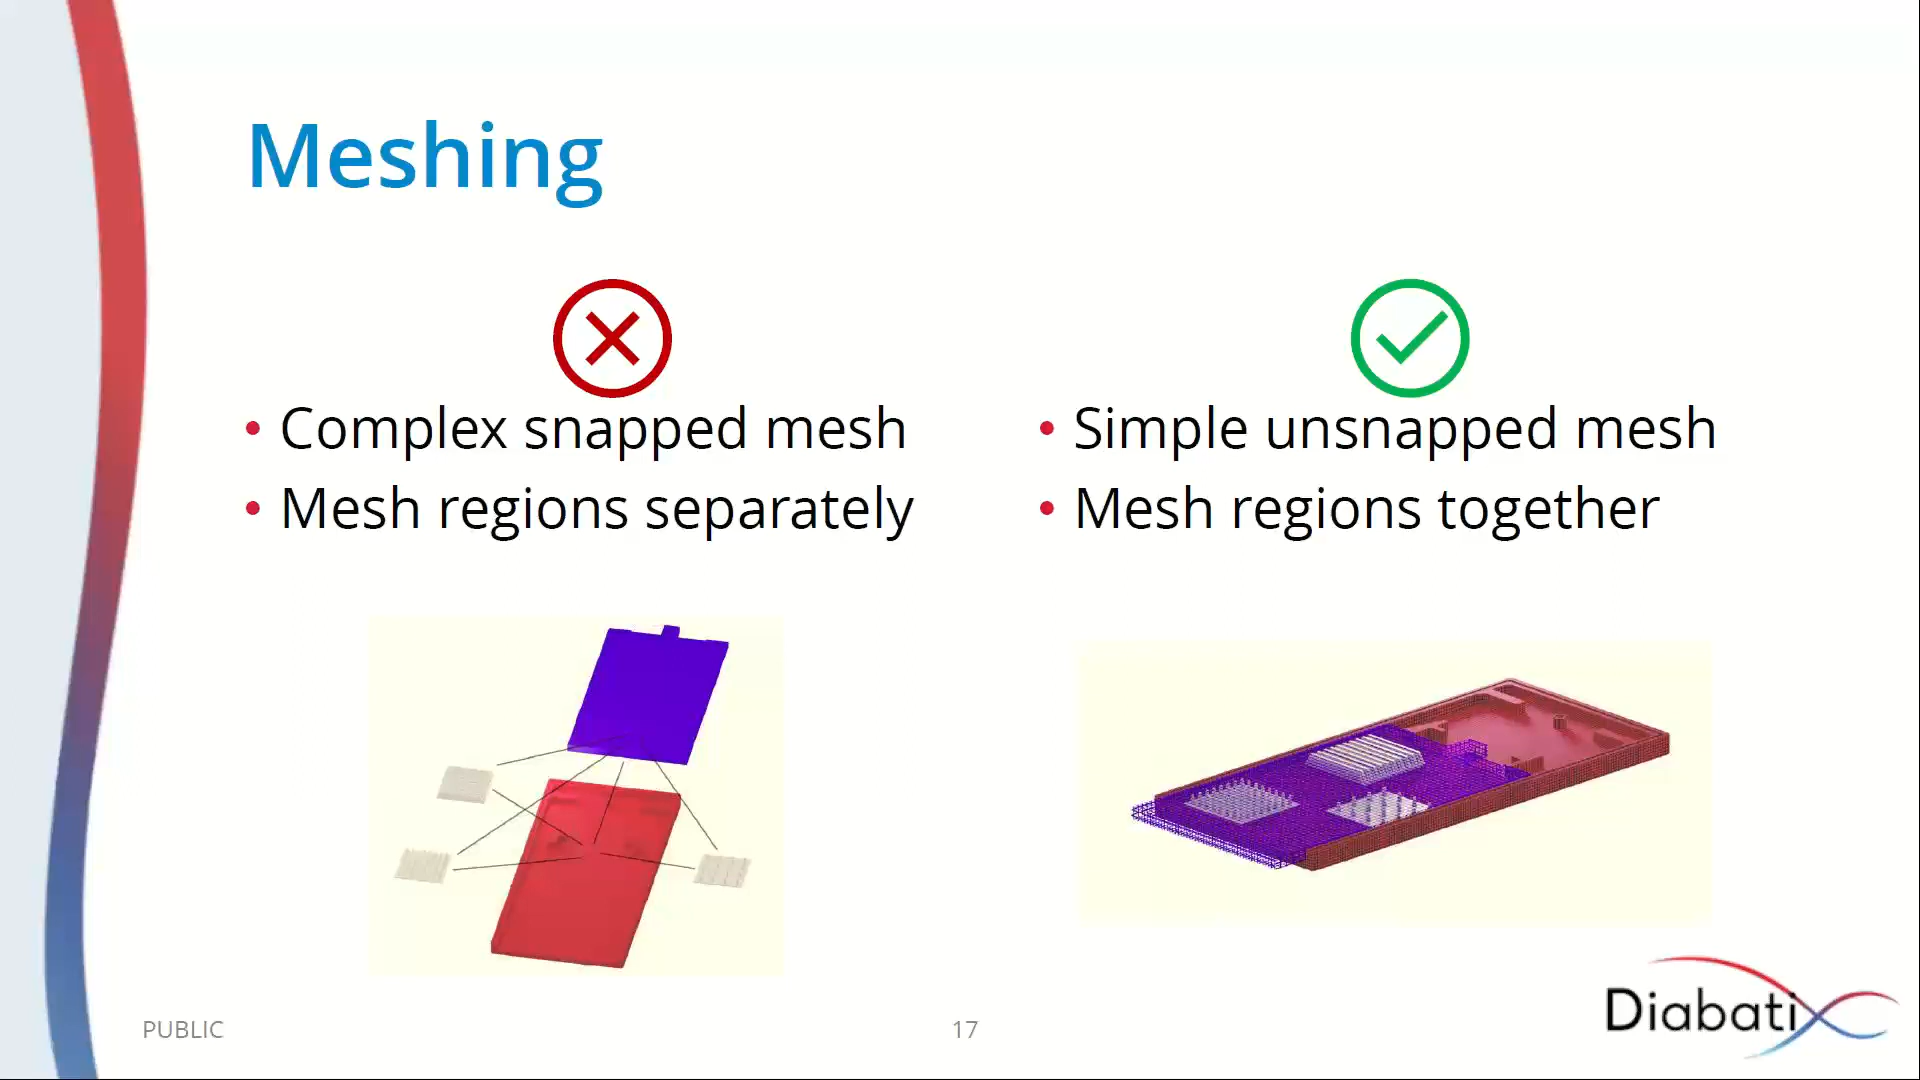 Meshing
• Complex snapped mesh
• Mesh regions separately
• Simple unsnapped mesh
• Mesh regions together
PUBLIC
17
Diabatix